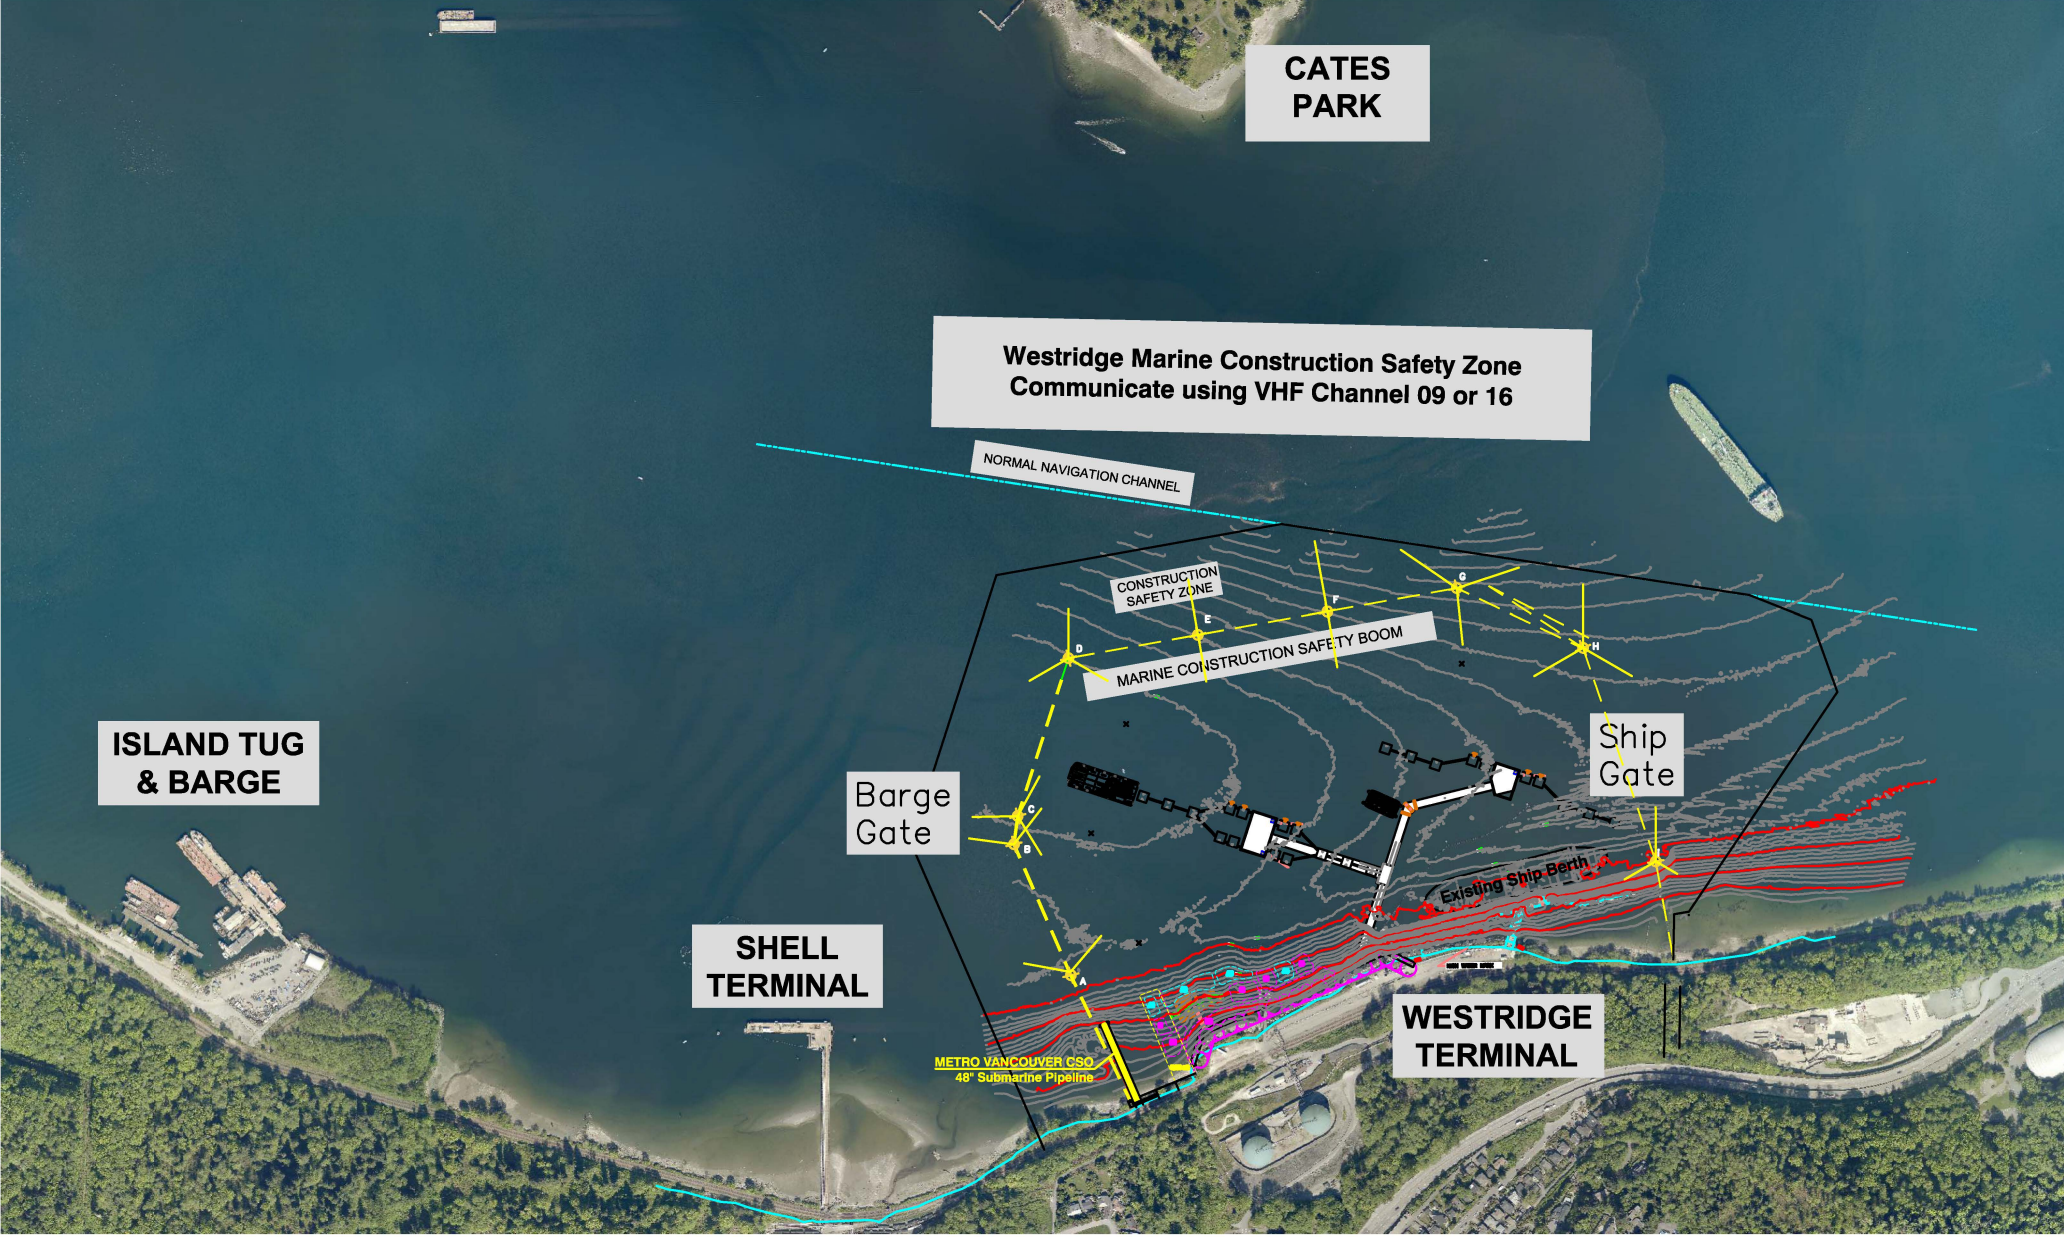 CATES
PARK
Westridge Marine Construction Safety Zone
Communicate using VHF Channel 09 or 16
NORMAL NAVIGATION CHANNEL
CONSTRUCTION
SAFETY ZONE
G
F
E
D
H
MARINE CONSTRUCTION SAFETY BOOM
ISLAND TUG
& BARGE
Ship
Gate
Barge
Gate
C
B
Existing Ship Berth
SHELL
TERMINAL
A
WESTRIDGE
TERMINAL
METRO VANCOUVER CSO
48" Submarine Pipeline